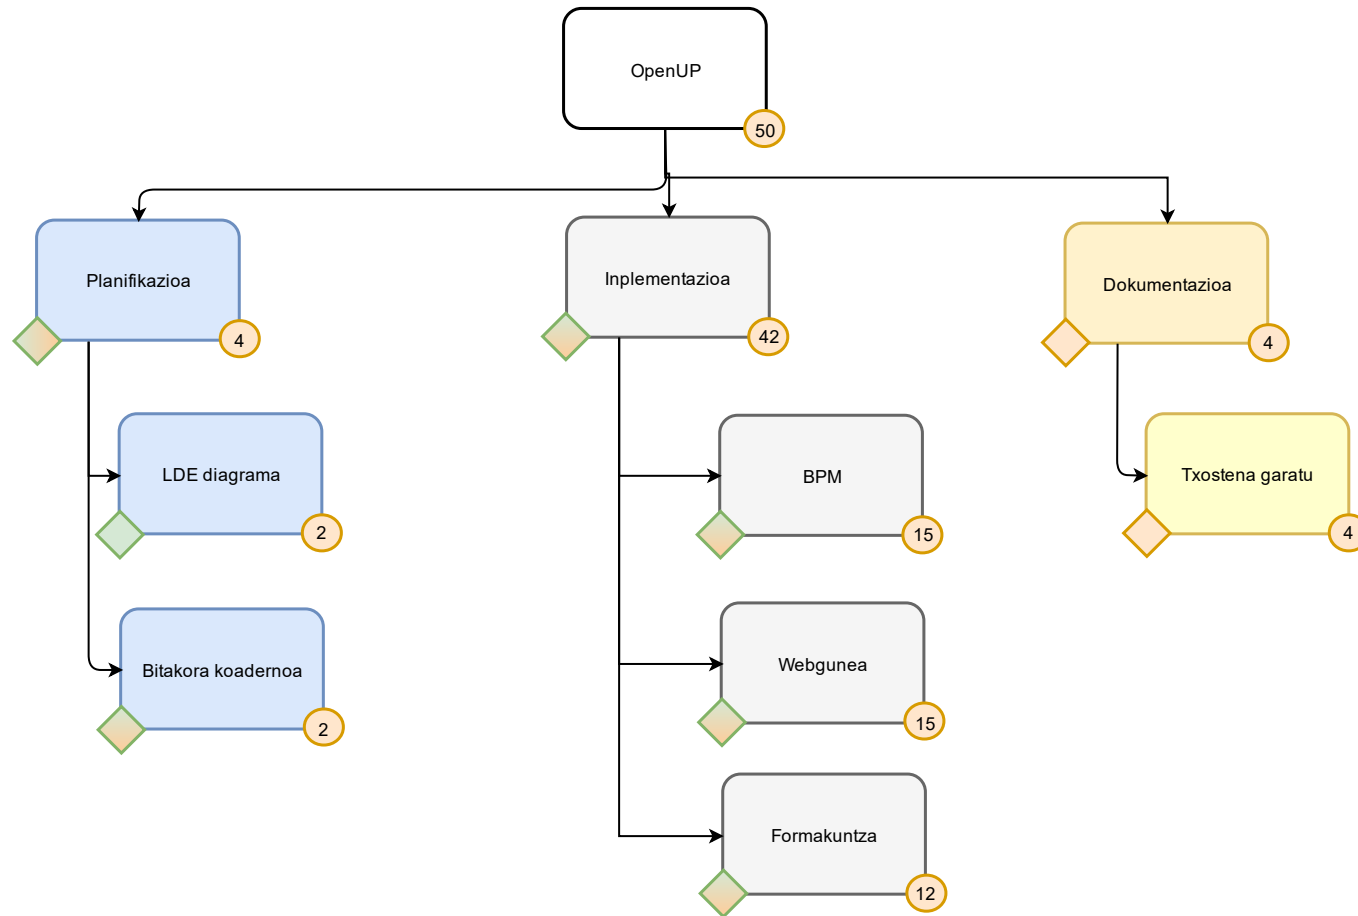 OpenUP
50
Planifikazioa
4
Inplementazioa
42
Dokumentazioa
4
LDE diagrama
2
BPM
15
Txostena garatu
4
Bitakora koadernoa
2
Webgunea
15
Formakuntza
12